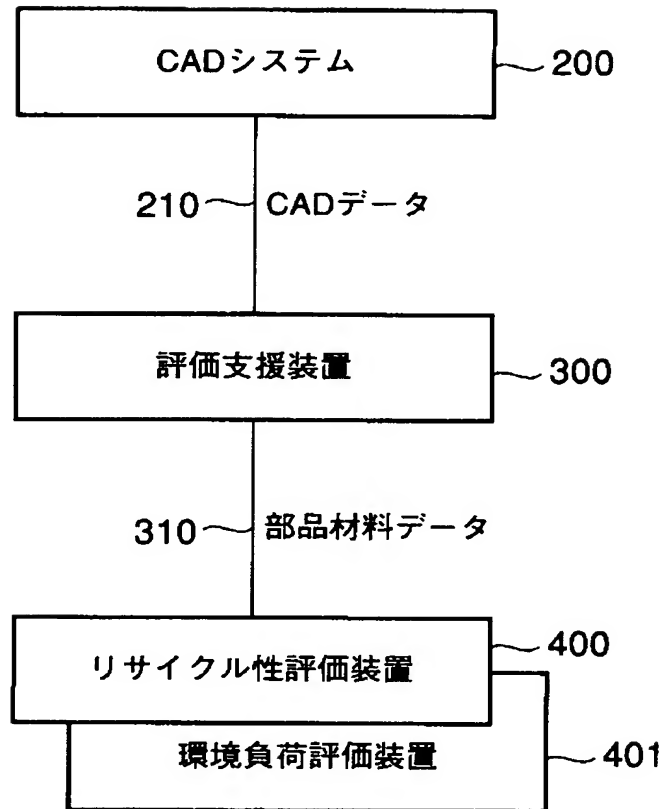 CADシステム 200
210 CADデータ
評価支援装置 300
310 部品材料データ
リサイクル性評価装置 400
環境負荷評価装置 401